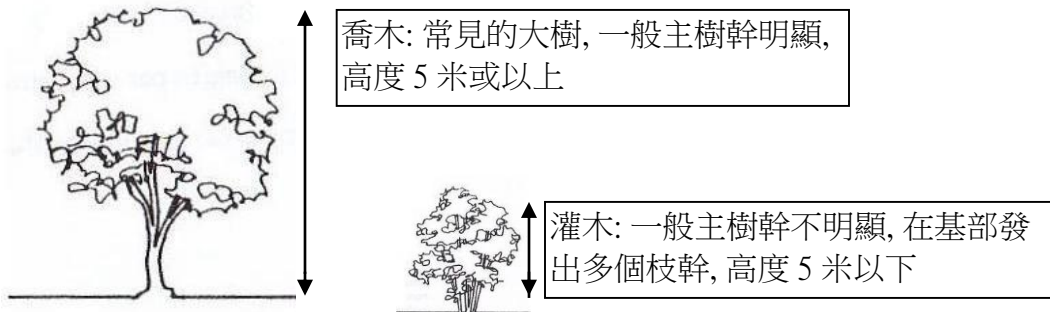 喬木: 常見的大樹, 一般主樹幹明顯,
高度 5 米或以上
灌木: 一般主樹幹不明顯, 在基部發
出多個枝幹, 高度 5 米以下